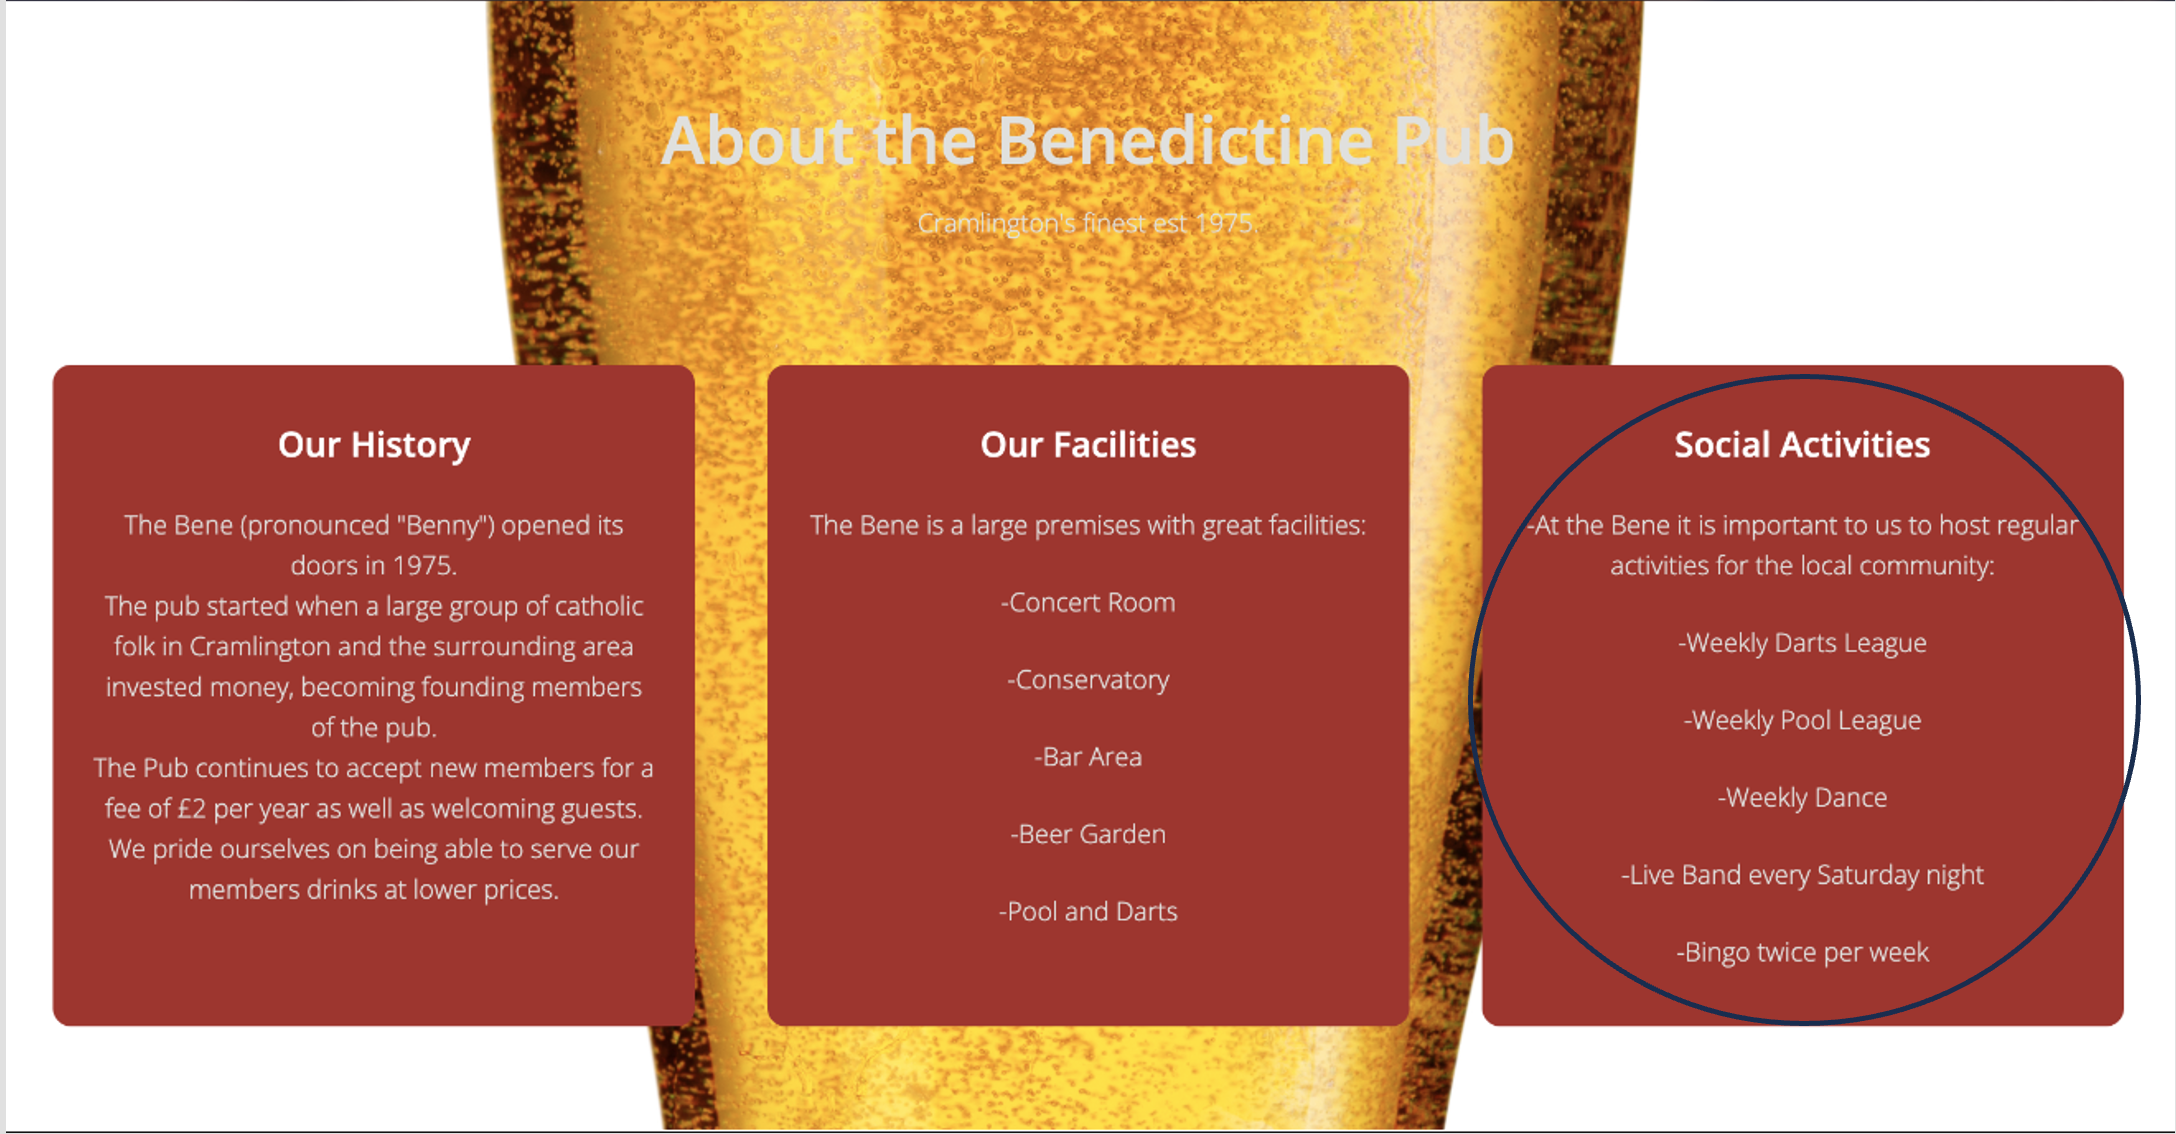 About the Benedictine Pub
Cramlington's finest est 1975.
Our History
The Bene (pronounced "Benny") opened its
doors in 1975.
The pub started when a large group of catholic
folk in Cramlington and the surrounding area
invested money, becoming founding members
of the pub.
The Pub continues to accept new members for a
fee of £2 per year as well as welcoming guests.
We pride ourselves on being able to serve our
members drinks at lower prices.
Our Facilities
The Bene is a large premises with great facilities:
-Concert Room
-Conservatory
-Bar Area
-Beer Garden
-Pool and Darts
Social Activities
-At the Bene it is important to us to host regular
activities for the local community:
-Weekly Darts League
-Weekly Pool League
-Weekly Dance
-Live Band every Saturday night
-Bingo twice per week